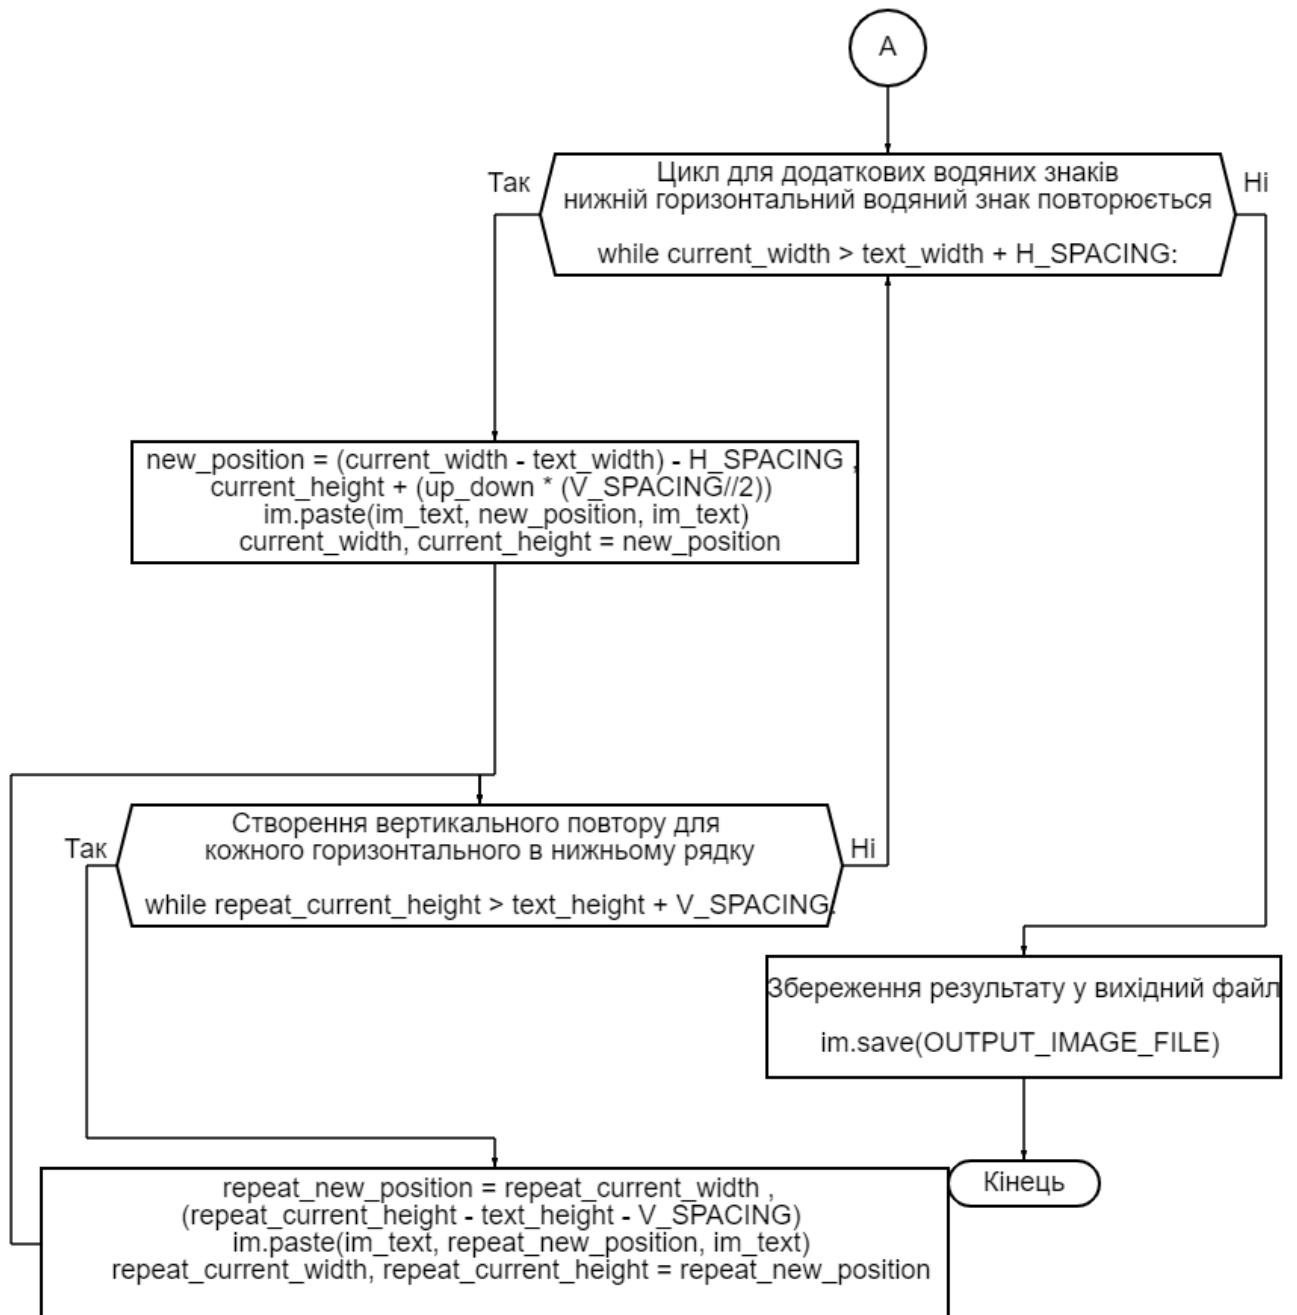 A
Так
Цикл для додаткових водяних знаків
Ні
нижній горизонтальний водяний знак повторюється
while current_width > text_width + H_SPACING:
new_position = (current_width - text_width) - H_SPACING ,
current_height + (up_down * (V_SPACING//2))
im.paste(im_text, new_position, im_text)
current_width, current_height = new_position
Створення вертикального повтору для
Так
кожного горизонтального в нижньому рядку
Ні
while repeat_current_height > text_height + V_SPACING:
Збереження результату у вихідний файл
im.save(OUTPUT_IMAGE_FILE)
Кінець
repeat_new_position = repeat_current_width ,
(repeat_current_height - text_height - V_SPACING)
im.paste(im_text, repeat_new_position, im_text)
repeat_current_width, repeat_current_height = repeat_new_position